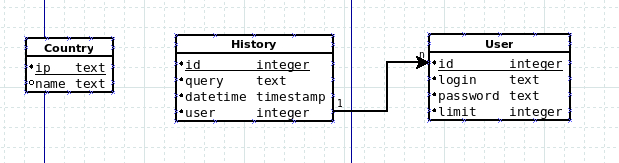 Country
ip text
name text
History
id integer
query text
datetime timestamp
user integer
1
n
User
id integer
login text
password text
limit integer